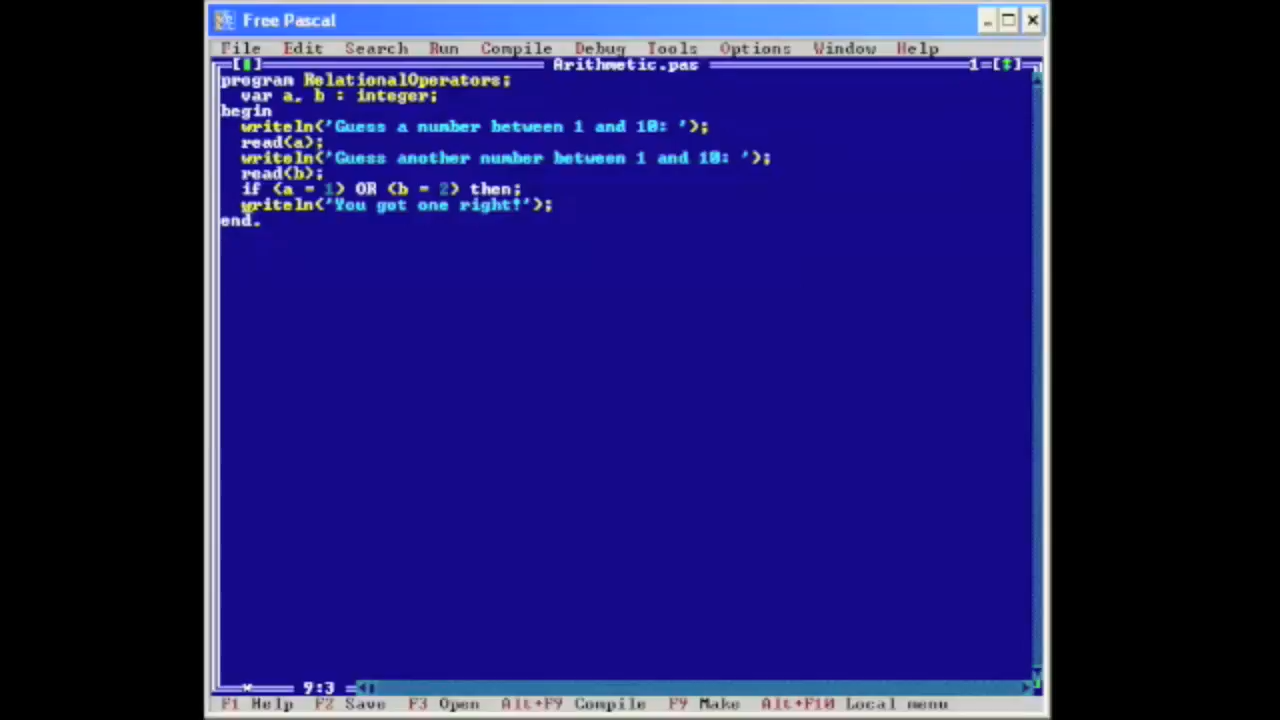 Free Pascal
File Edit Search Run Compile Debug Tools Options Window Help
Arithmetic.pas 1=[↕]
program RelationalOperators;
var a, b : integer;
begin
writeln('Guess a number between 1 and 10: ');
read(a);
writeln('Guess another number between 1 and 10: ');
read(b);
if (a = 1) OR (b = 2) then;
writeln('You got one right!');
end.
9:3
F1 Help F2 Save F3 Open Alt+F9 Compile F9 Make Alt+F10 Local menu